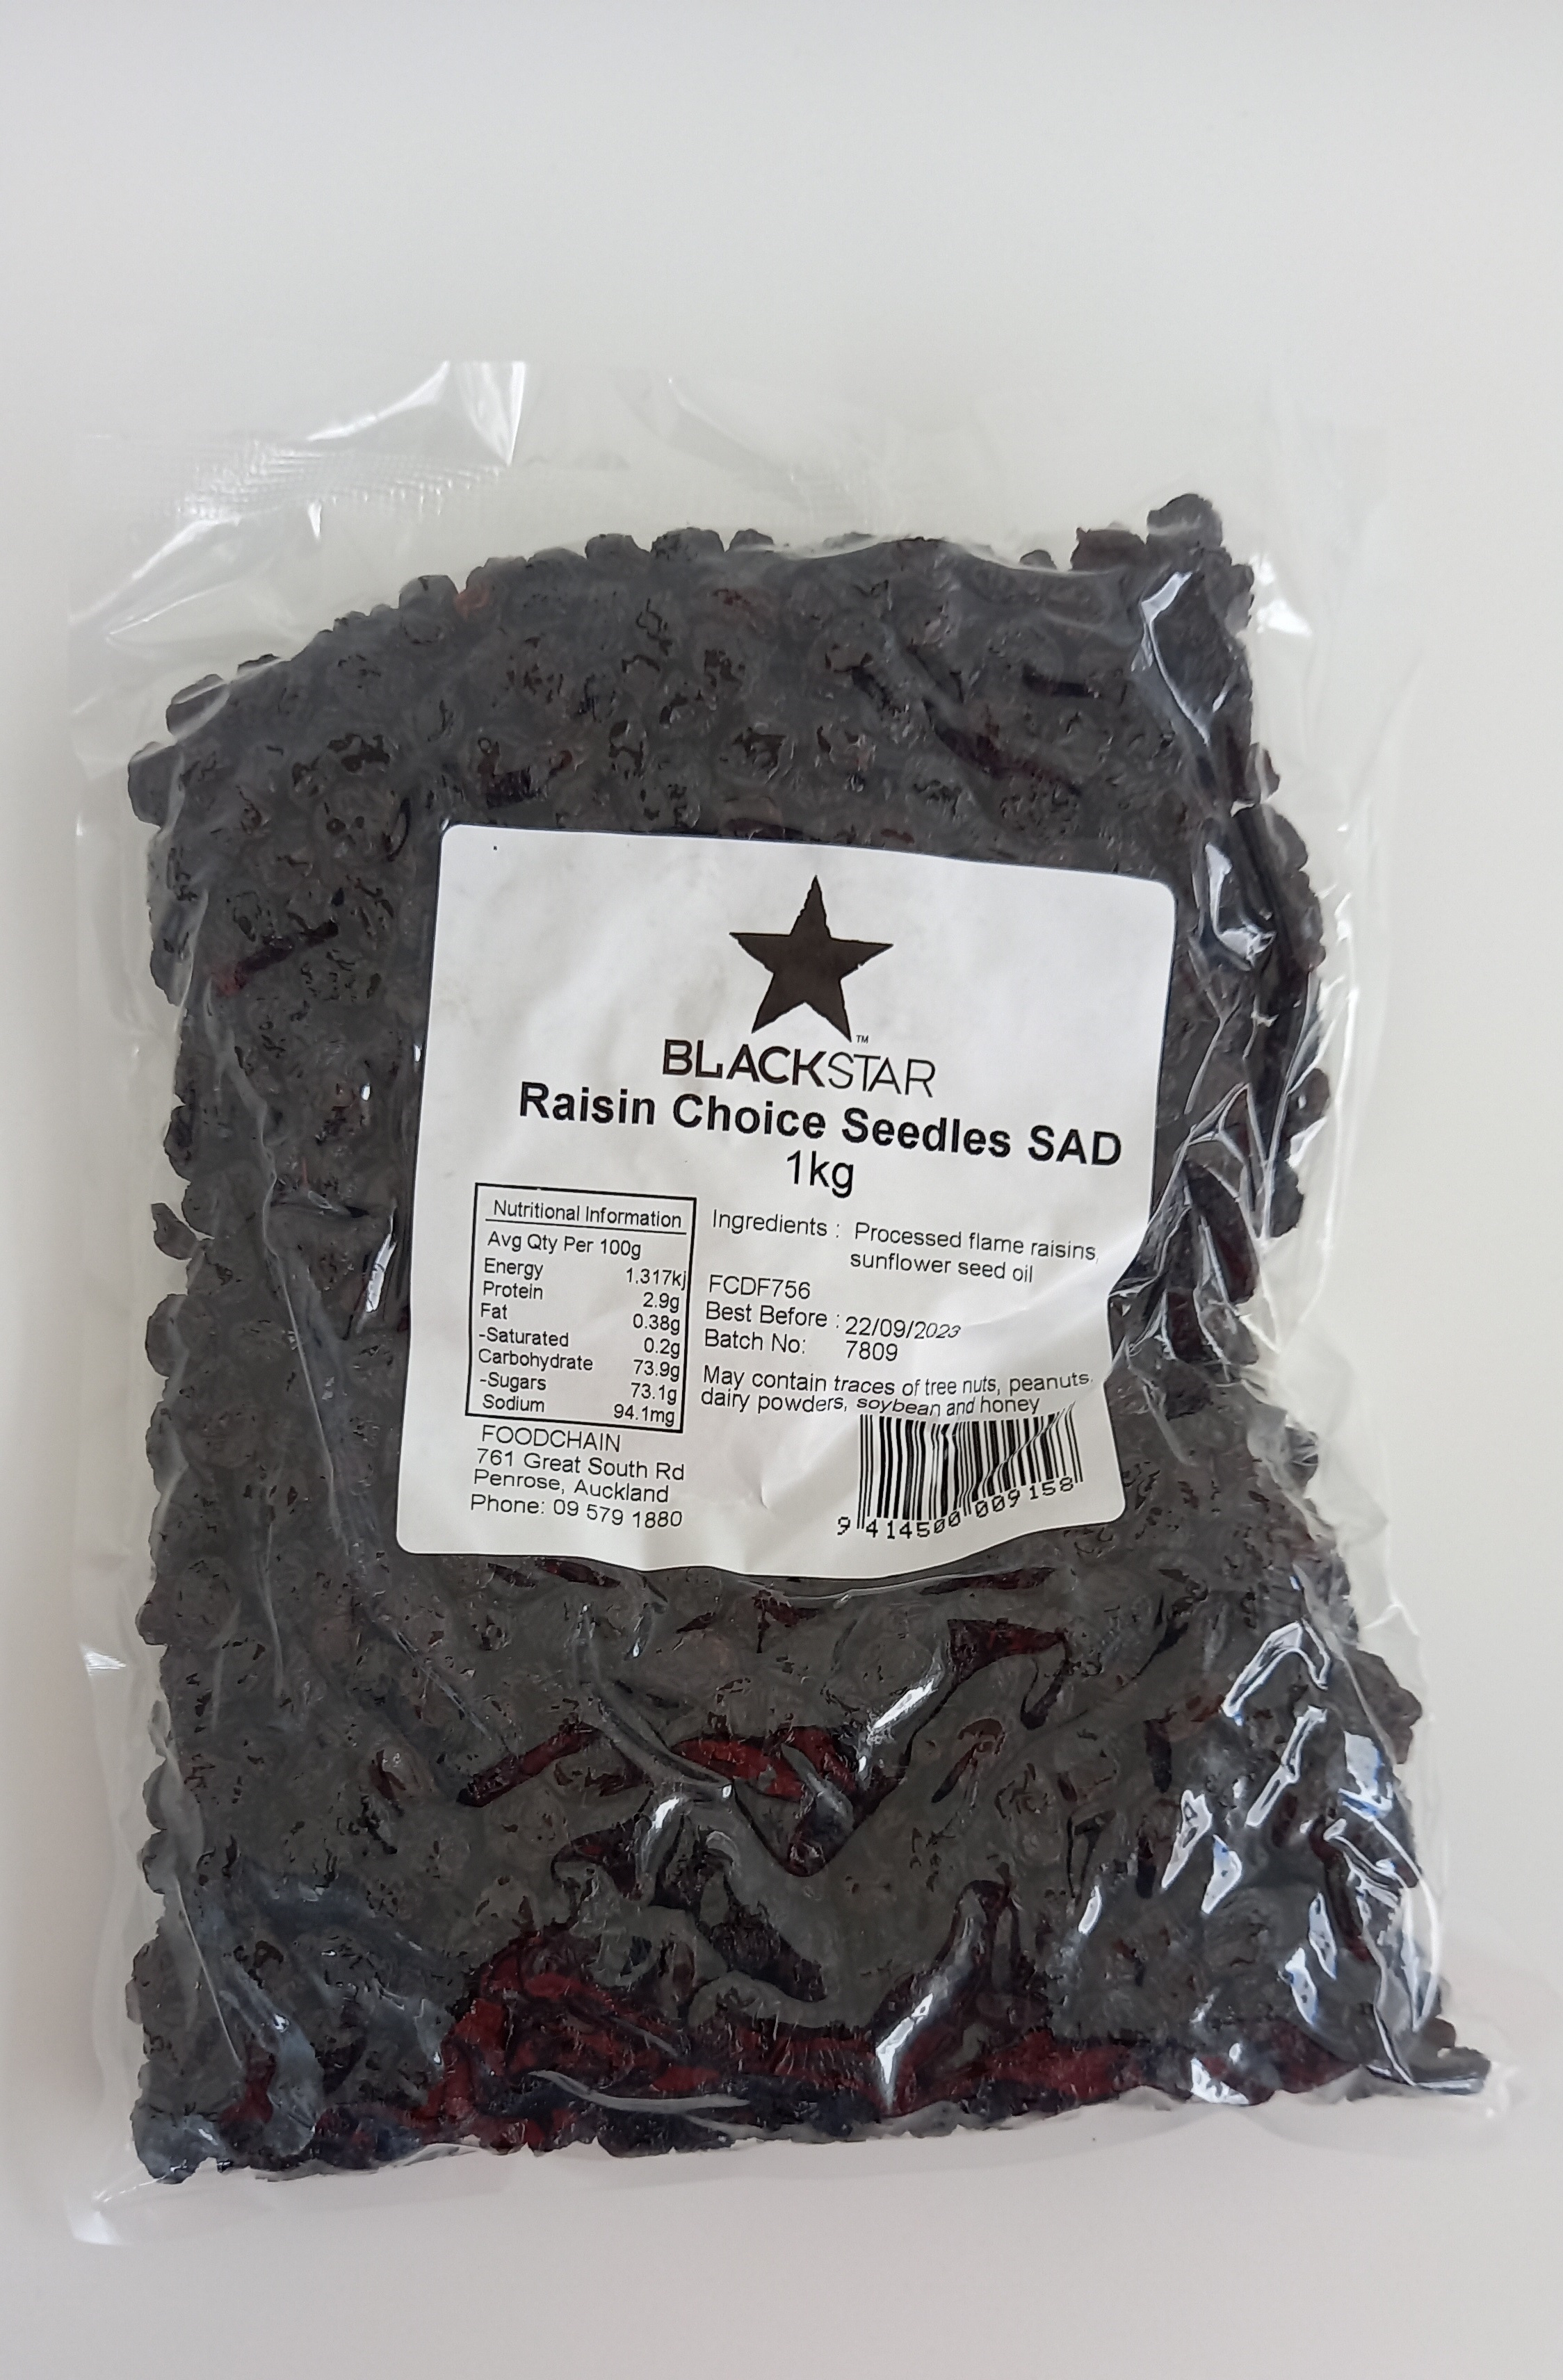 BLACKSTAR™
Raisin Choice Seedles SAD
1kg
Nutritional Information
Avg Qty Per 100g
Energy 1.317kj
Protein 2.9g
Fat 0.38g
-Saturated 0.2g
Carbohydrate 73.9g
-Sugars 73.1g
Sodium 94.1mg
Ingredients : Processed flame raisins,
sunflower seed oil
FCDF756
Best Before : 22/09/2023
Batch No: 7809
May contain traces of tree nuts, peanuts,
dairy powders, soybean and honey
FOODCHAIN
761 Great South Rd
Penrose, Auckland
Phone: 09 579 1880
9 414500 009158